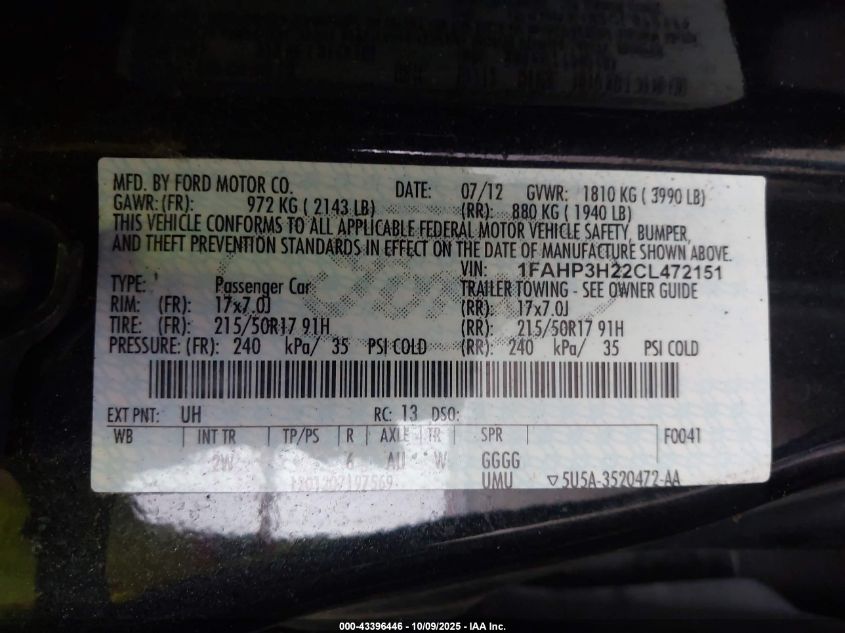 MFD. BY FORD MOTOR CO. DATE: 07/12 GVWR: 1810 KG ( 3990 LB)
GAWR: (FR): 972 KG ( 2143 LB) (RR): 880 KG ( 1940 LB)
THIS VEHICLE CONFORMS TO ALL APPLICABLE FEDERAL MOTOR VEHICLE SAFETY, BUMPER,
AND THEFT PREVENTION STANDARDS IN EFFECT ON THE DATE OF MANUFACTURE SHOWN ABOVE.
VIN: 1FAHP3H22CL472151
TYPE: Passenger Car TRAILER TOWING - SEE OWNER GUIDE
RIM: (FR): 17x7.0J (RR): 17x7.0J
TIRE: (FR): 215/50R17 91H (RR): 215/50R17 91H
PRESSURE: (FR): 240 kPa/ 35 PSI COLD (RR): 240 kPa/ 35 PSI COLD
EXT PNT: UH RC: 13 DSO:
WB INT TR TP/PS R AXLE TR SPR F0041
2W 6 W GGGG
UMU ▽5U5A-3520472-AA
000-43396446 - 10/09/2025 - IAA Inc.